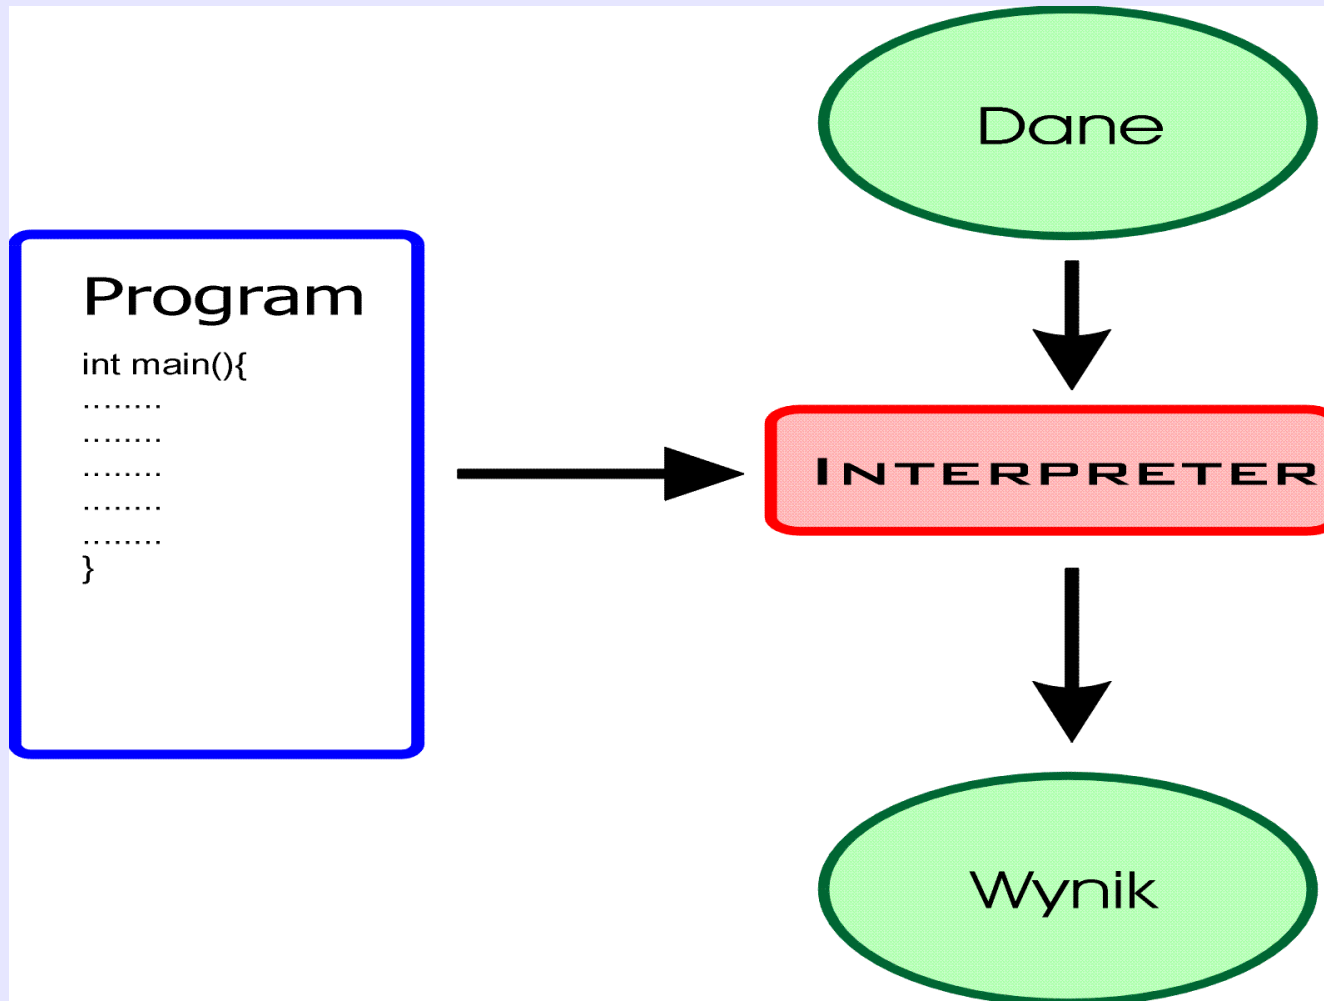 Dane
Program
int main(){
........
........
........
........
........
}
INTERPRETER
Wynik